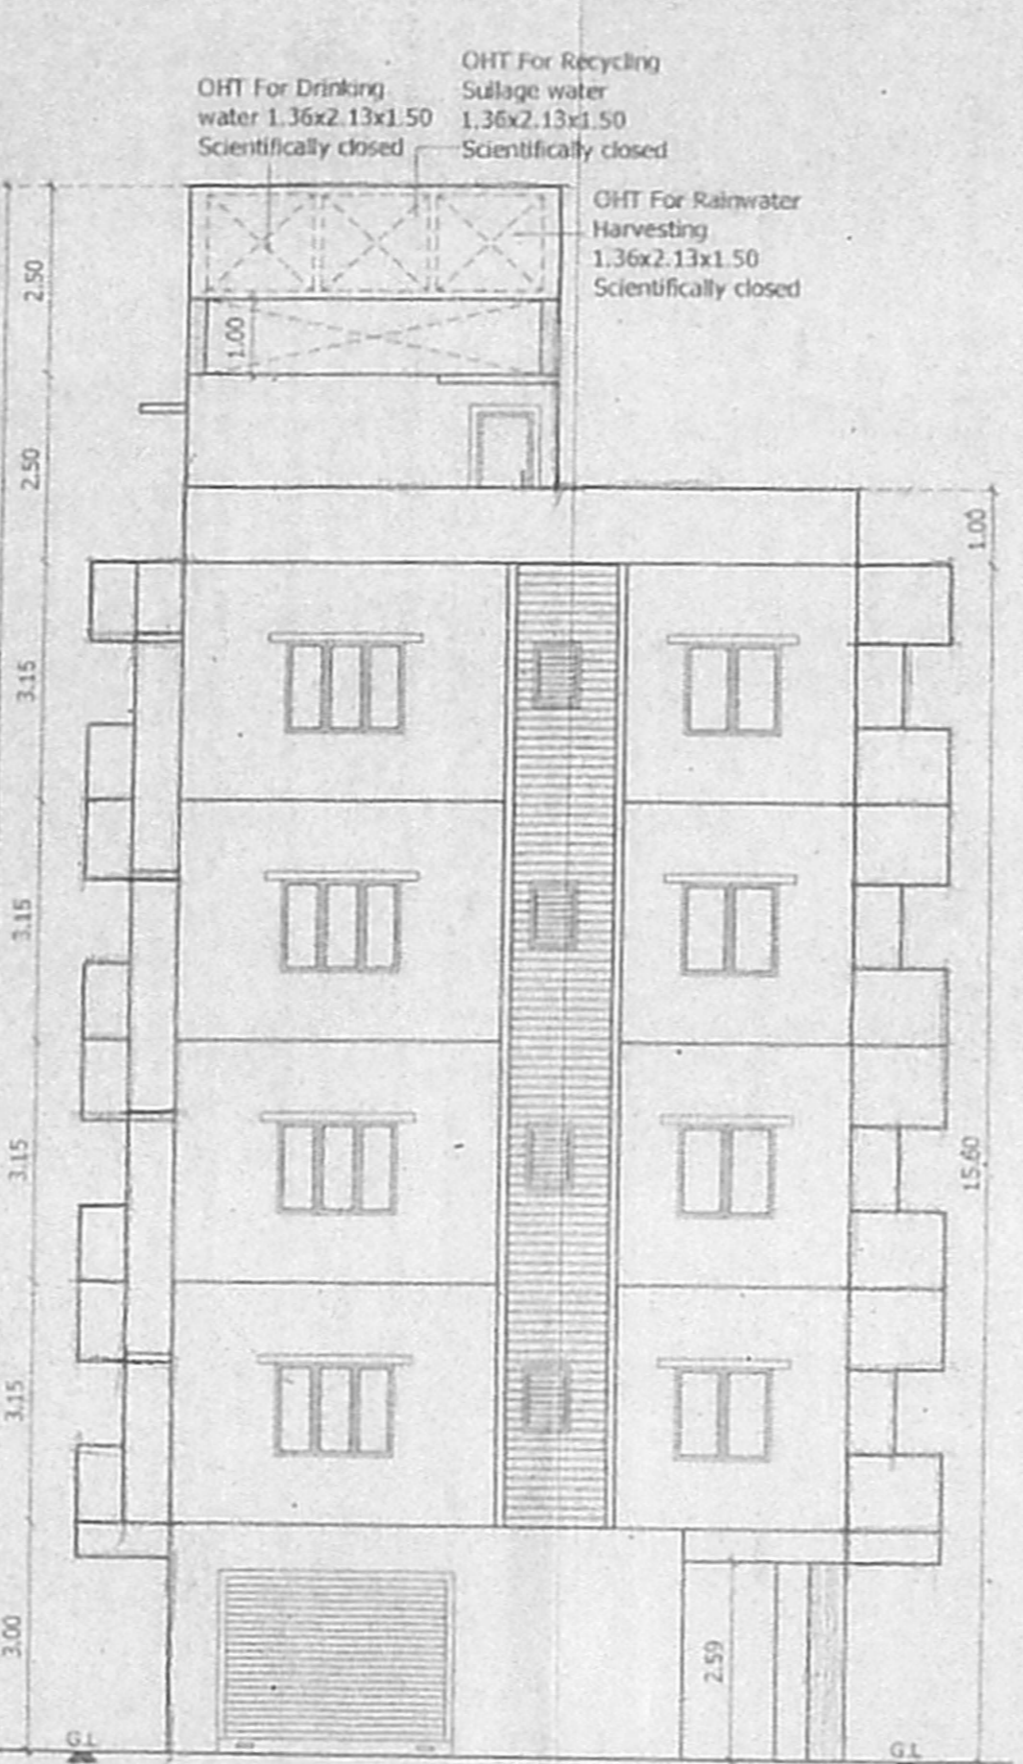 OHT For Recycling
Sullage water
1.36x2.13x1.50
Scientifically closed
OHT For Drinking
water 1.36x2.13x1.50
Scientifically closed
OHT For Rainwater
Harvesting
1.36x2.13x1.50
Scientifically closed
2.50
1.00
2.50
1.00
3.15
3.15
3.15
15.60
3.15
3.00
2.59
G.L
G.L